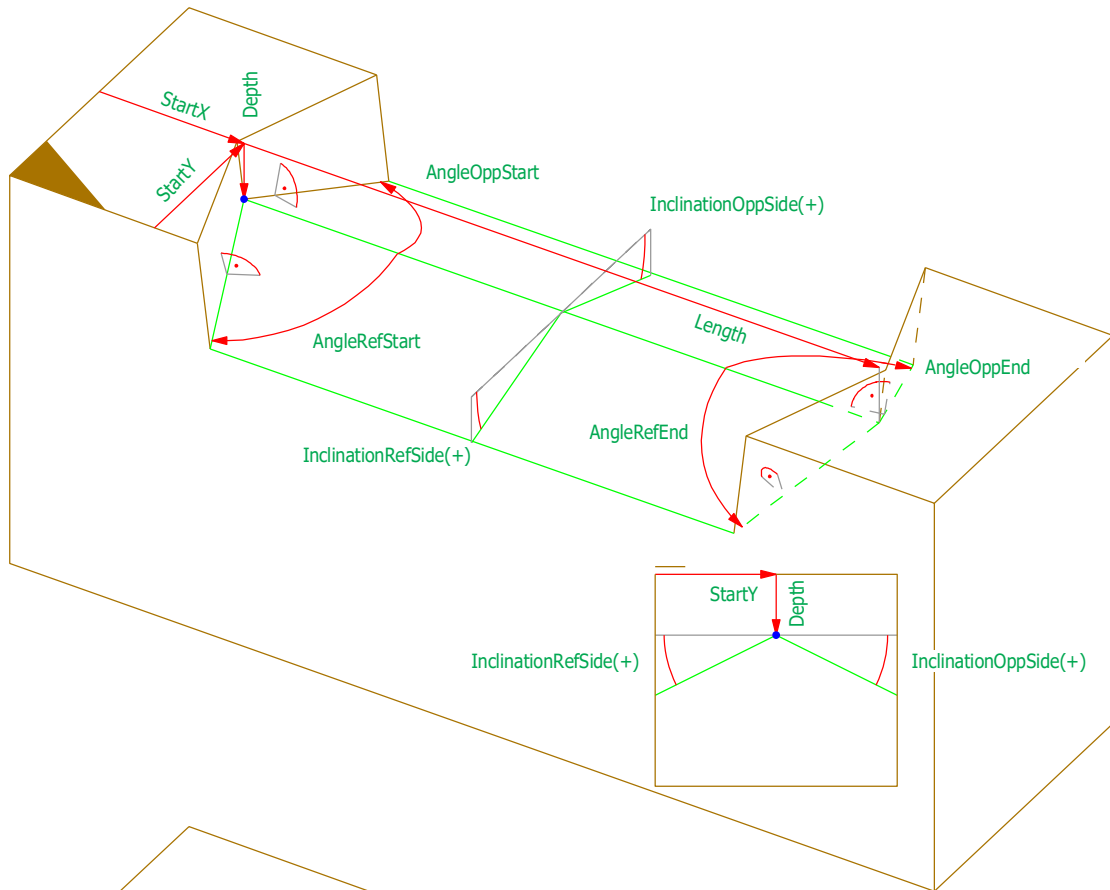 Depth
StartX
StartY
AngleOppStart
InclinationOppSide(+)
Length
AngleRefStart
AngleOppEnd
AngleRefEnd
InclinationRefSide(+)
StartY
Depth
InclinationRefSide(+)
InclinationOppSide(+)